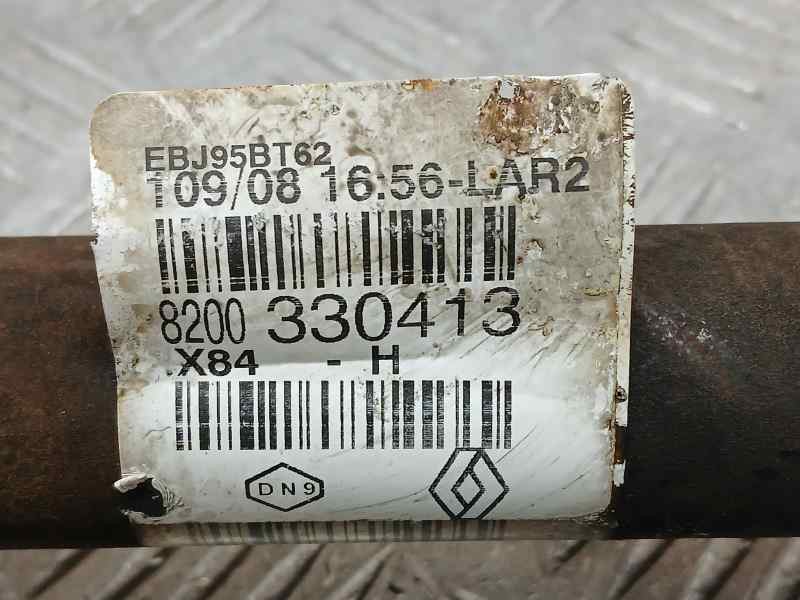 EBJ95BT62
109/08 16:56-LAR2
8200 330413
.X84 - H
DN9